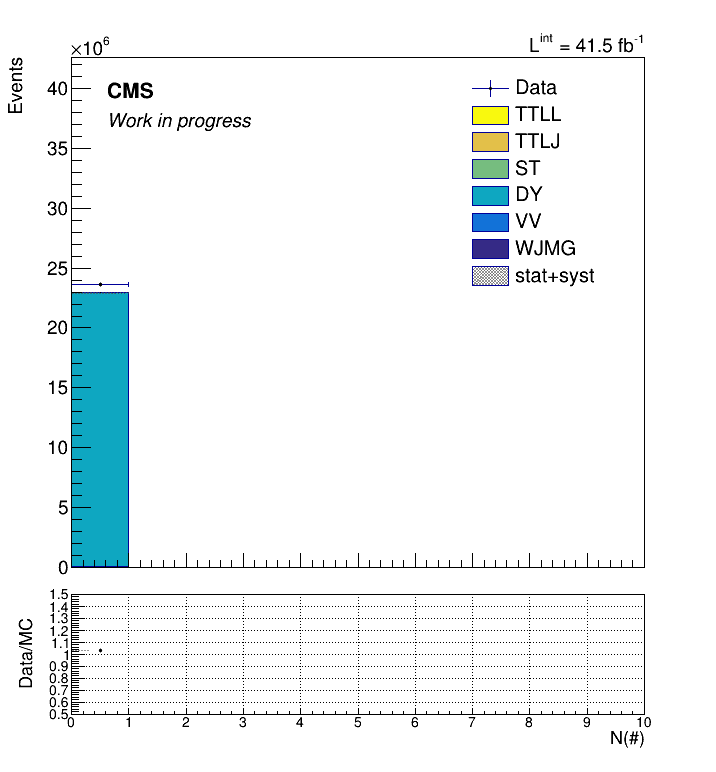 ×10⁶
Lⁱⁿᵗ = 41.5 fb⁻¹
Events
CMS
Work in progress
Data
TTLL
TTLJ
ST
DY
VV
WJMG
stat+syst
40
35
30
25
20
15
10
5
0
Data/MC
1.5
1.4
1.3
1.2
1.1
1
0.9
0.8
0.7
0.6
0.5
0 1 2 3 4 5 6 7 8 9 10
N(#)